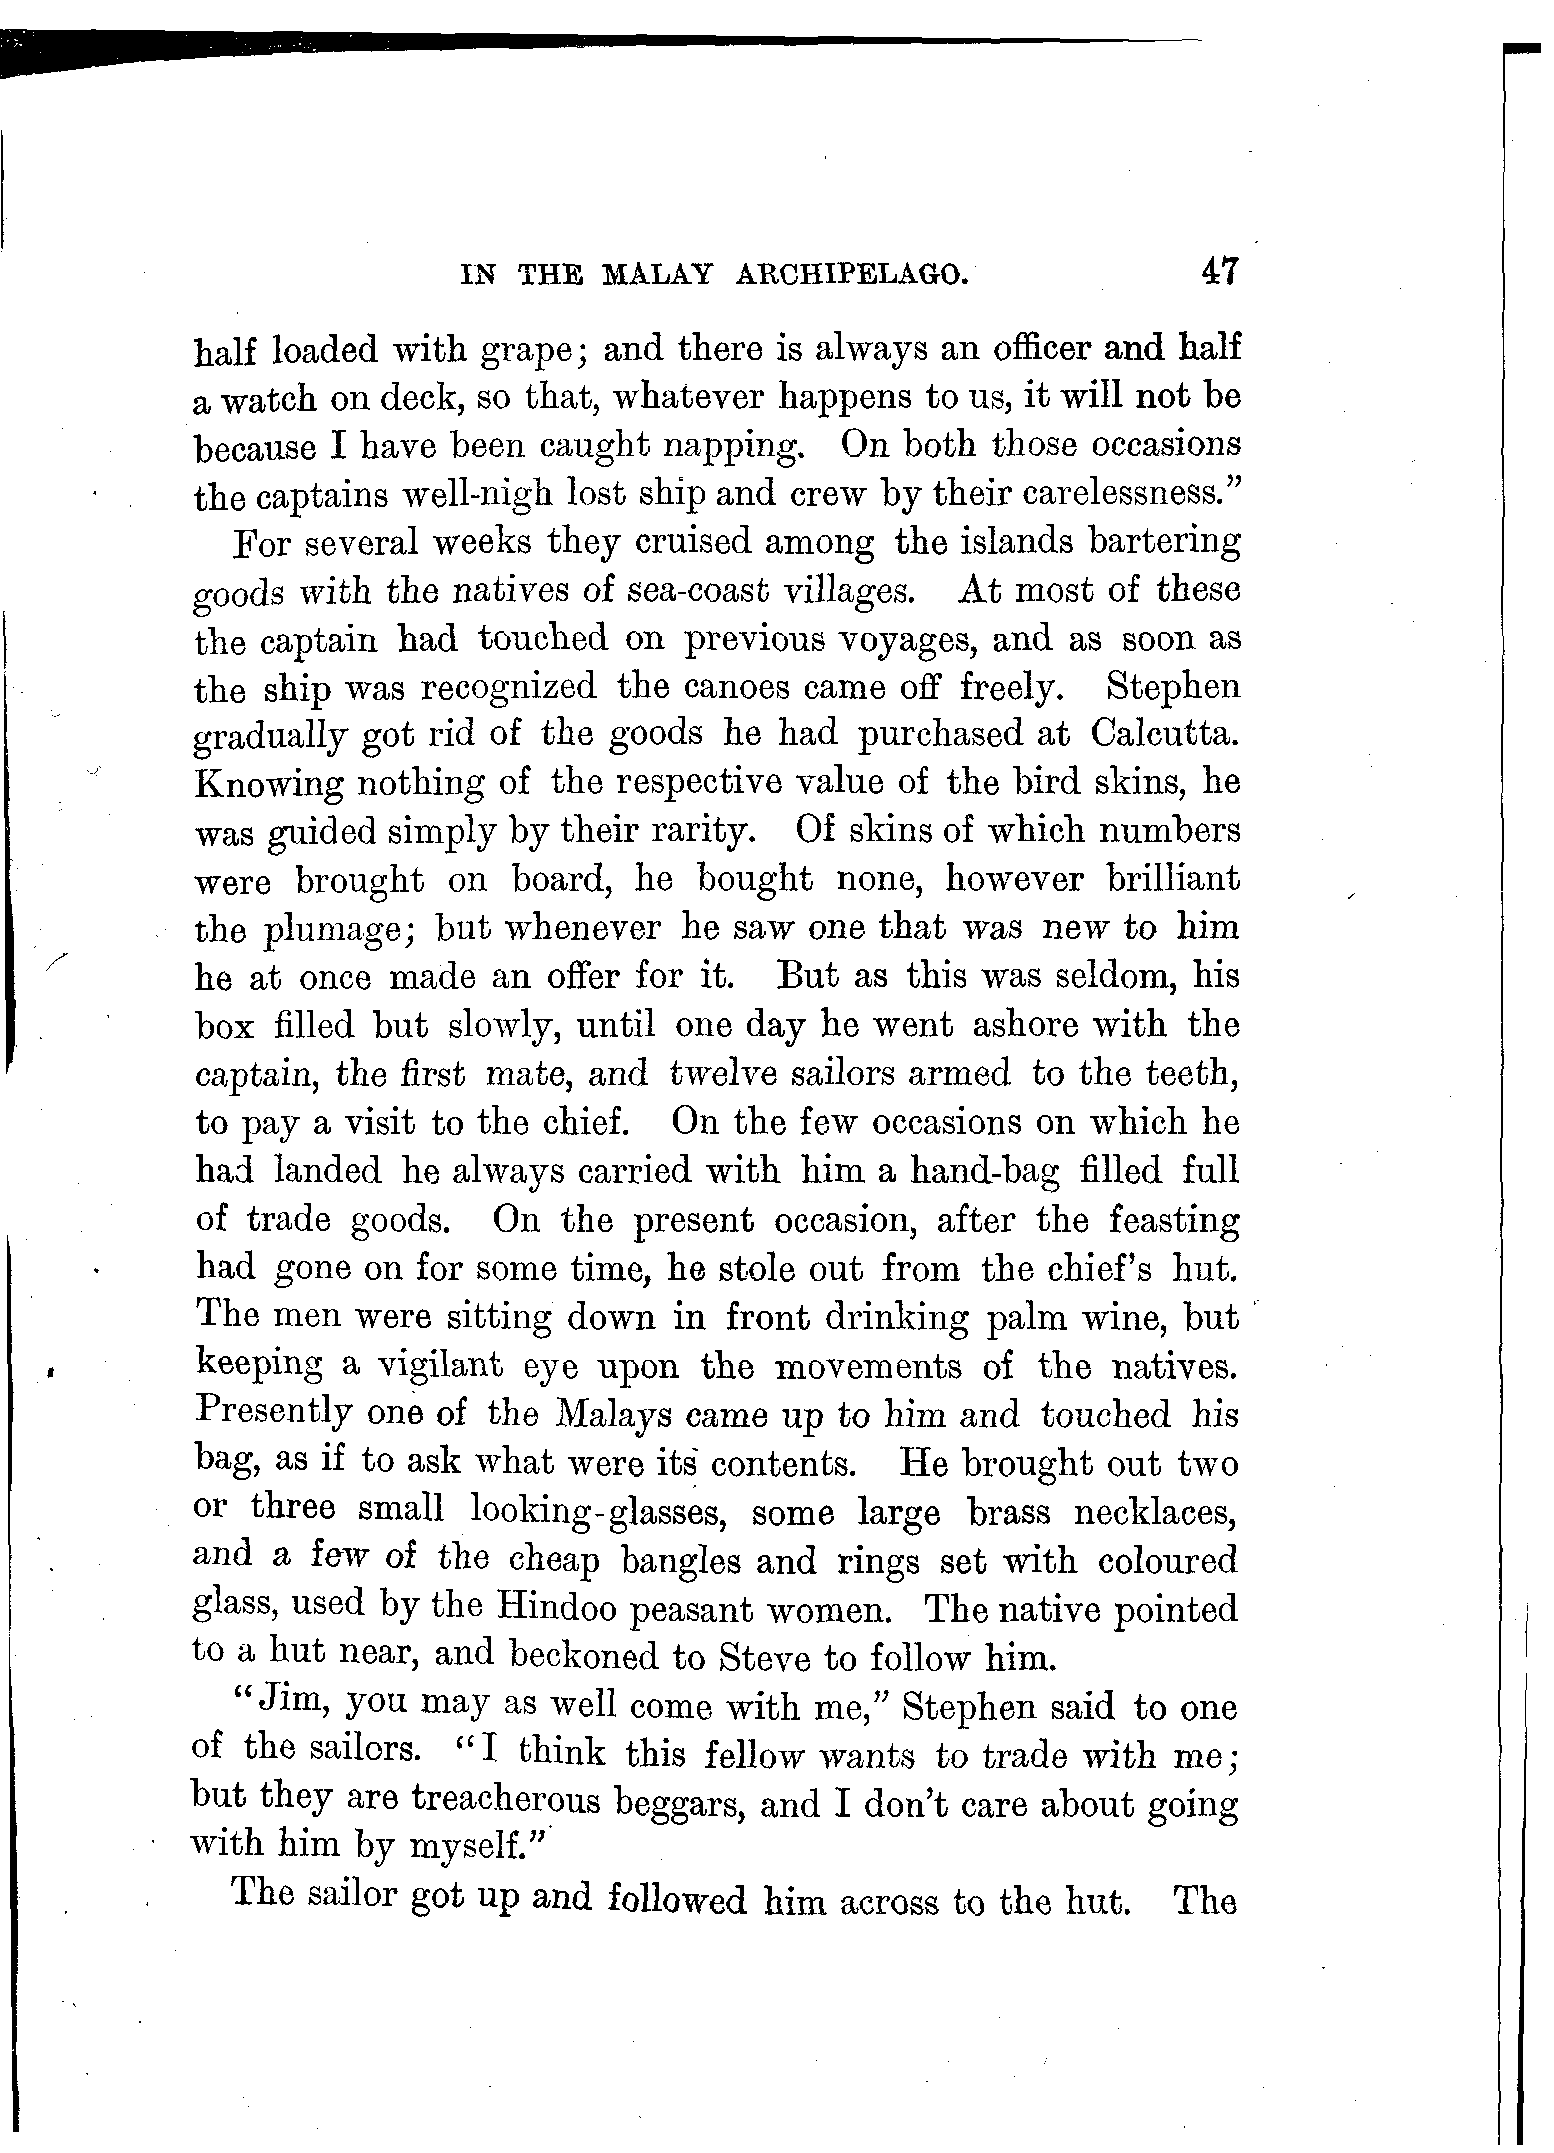 IN THE MALAY ARCHIPELAGO. 47
half loaded with grape; and there is always an officer and half
a watch on deck, so that, whatever happens to us, it will not be
because I have been caught napping. On both those occasions
the captains well-nigh lost ship and crew by their carelessness.”
For several weeks they cruised among the islands bartering
goods with the natives of sea-coast villages. At most of these
the captain had touched on previous voyages, and as soon as
the ship was recognized the canoes came off freely. Stephen
gradually got rid of the goods he had purchased at Calcutta.
Knowing nothing of the respective value of the bird skins, he
was guided simply by their rarity. Of skins of which numbers
were brought on board, he bought none, however brilliant
the plumage; but whenever he saw one that was new to him
he at once made an offer for it. But as this was seldom, his
box filled but slowly, until one day he went ashore with the
captain, the first mate, and twelve sailors armed to the teeth,
to pay a visit to the chief. On the few occasions on which he
had landed he always carried with him a hand-bag filled full
of trade goods. On the present occasion, after the feasting
had gone on for some time, he stole out from the chief’s hut.
The men were sitting down in front drinking palm wine, but
keeping a vigilant eye upon the movements of the natives.
Presently one of the Malays came up to him and touched his
bag, as if to ask what were its contents. He brought out two
or three small looking-glasses, some large brass necklaces,
and a few of the cheap bangles and rings set with coloured
glass, used by the Hindoo peasant women. The native pointed
to a hut near, and beckoned to Steve to follow him.
“Jim, you may as well come with me,” Stephen said to one
of the sailors. “I think this fellow wants to trade with me;
but they are treacherous beggars, and I don’t care about going
with him by myself.”
The sailor got up and followed him across to the hut. The